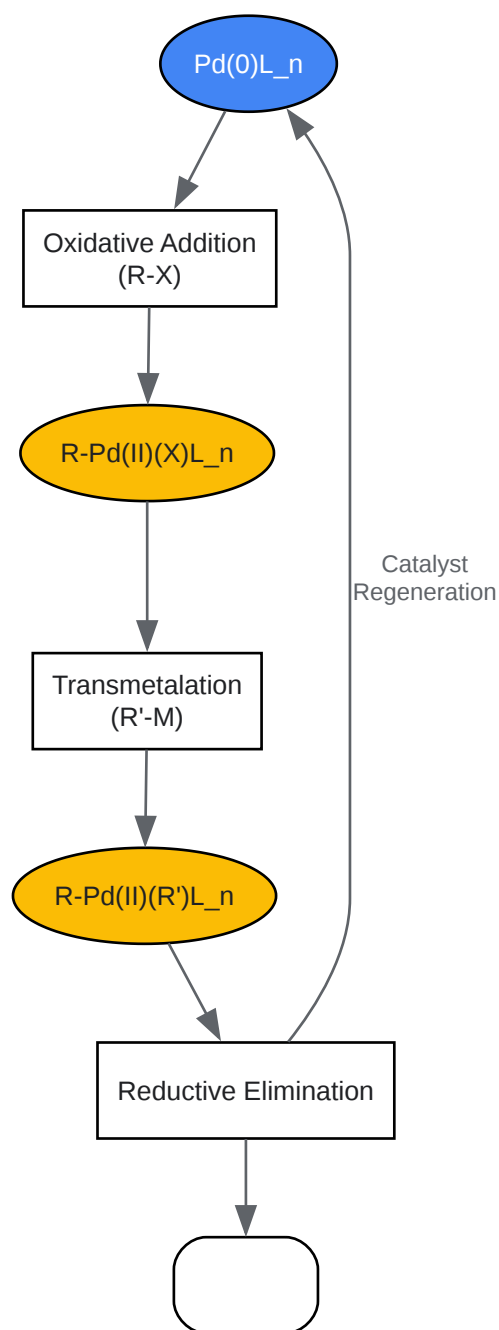 Pd(0)L_n
Oxidative Addition
(R-X)
R-Pd(II)(X)L_n
Catalyst
Regeneration
Transmetalation
(R'-M)
R-Pd(II)(R')L_n
Reductive Elimination